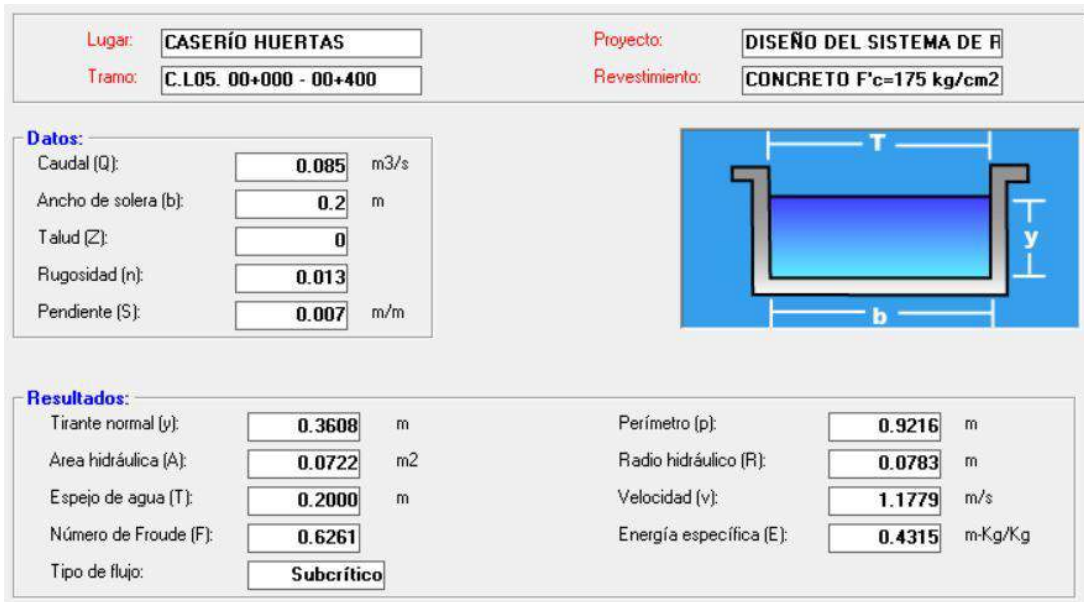 Lugar: CASERÍO HUERTAS Proyecto: DISEÑO DEL SISTEMA DE R
Tramo: C.L05. 00+000 - 00+400 Revestimiento: CONCRETO F'c=175 kg/cm2
Datos:
Caudal (Q): 0.085 m3/s
Ancho de solera (b): 0.2 m
Talud (Z): 0
Rugosidad (n): 0.013
Pendiente (S): 0.007 m/m
T
y
b
Resultados:
Tirante normal (y): 0.3608 m Perímetro (p): 0.9216 m
Area hidráulica (A): 0.0722 m2 Radio hidráulico (R): 0.0783 m
Espejo de agua (T): 0.2000 m Velocidad (v): 1.1779 m/s
Número de Froude (F): 0.6261 Energía específica (E): 0.4315 m-Kg/Kg
Tipo de flujo: Subcrítico